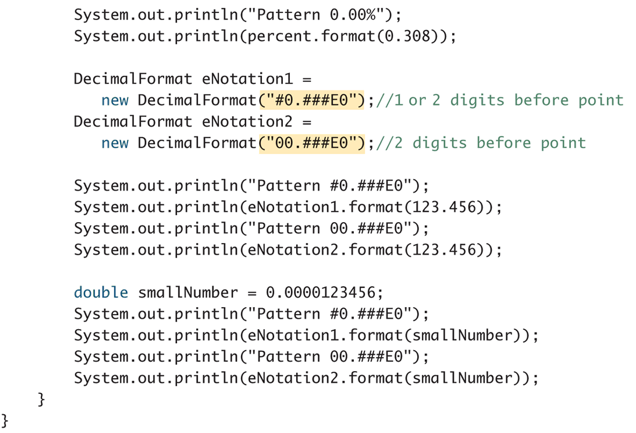 System.out.println("Pattern 0.00%");
System.out.println(percent.format(0.308));
DecimalFormat eNotation1 =
new DecimalFormat("#0.###E0");//1 or 2 digits before point
DecimalFormat eNotation2 =
new DecimalFormat("00.###E0");//2 digits before point
System.out.println("Pattern #0.###E0");
System.out.println(eNotation1.format(123.456));
System.out.println("Pattern 00.###E0");
System.out.println(eNotation2.format(123.456));
double smallNumber = 0.0000123456;
System.out.println("Pattern #0.###E0");
System.out.println(eNotation1.format(smallNumber));
System.out.println("Pattern 00.###E0");
System.out.println(eNotation2.format(smallNumber));
}
}